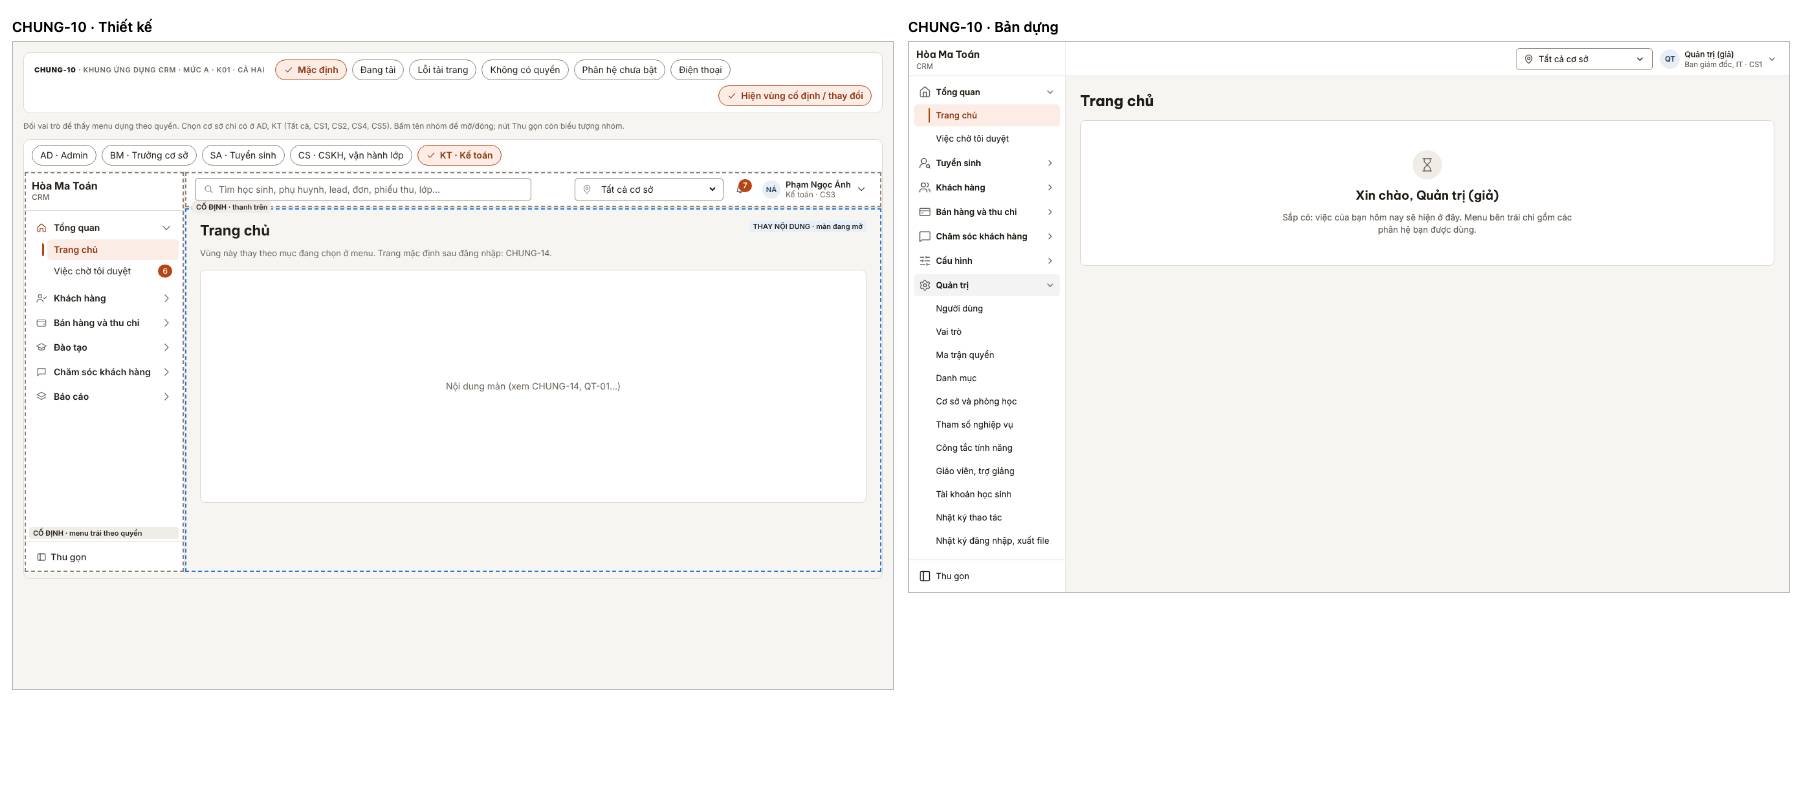 CHUNG-10 · Thiết kế
CHUNG-10 · KHUNG ỨNG DỤNG CRM · MỨC A · K01 · CẢ HAI
Mặc định
Đang tải
Lỗi tải trang
Không có quyền
Phân hệ chưa bật
Điện thoại
Hiện vùng cố định / thay đổi
Đổi vai trò để thấy menu dựng theo quyền. Chọn cơ sở chỉ có ở AD, KT (Tất cả, CS1, CS2, CS4, CS5). Bấm tên nhóm để mở/đóng; nút Thu gọn còn biểu tượng nhóm.
AD · Admin
BM · Trưởng cơ sở
SA · Tuyển sinh
CS · CSKH, vận hành lớp
KT · Kế toán
Hòa Ma Toán
CRM
Tìm học sinh, phụ huynh, lead, đơn, phiếu thu, lớp...
Tất cả cơ sở
7
NÁ
Phạm Ngọc Ánh
Kế toán · CS3
CỐ ĐỊNH · thanh trên
Tổng quan
Trang chủ
Việc chờ tôi duyệt
6
Khách hàng
Bán hàng và thu chi
Đào tạo
Chăm sóc khách hàng
Báo cáo
CỐ ĐỊNH · menu trái theo quyền
Thu gọn
Trang chủ
THAY NỘI DUNG · màn đang mở
Vùng này thay theo mục đang chọn ở menu. Trang mặc định sau đăng nhập: CHUNG-14.
Nội dung màn (xem CHUNG-14, QT-01...)
CHUNG-10 · Bản dựng
Hòa Ma Toán
CRM
Tất cả cơ sở
QT
Quản trị (giả)
Ban giám đốc, IT · CS1
Tổng quan
Trang chủ
Việc chờ tôi duyệt
Tuyển sinh
Khách hàng
Bán hàng và thu chi
Chăm sóc khách hàng
Cấu hình
Quản trị
Người dùng
Vai trò
Ma trận quyền
Danh mục
Cơ sở và phòng học
Tham số nghiệp vụ
Công tắc tính năng
Giáo viên, trợ giảng
Tài khoản học sinh
Nhật ký thao tác
Nhật ký đăng nhập, xuất file
Thu gọn
Trang chủ
Xin chào, Quản trị (giả)
Sắp có: việc của bạn hôm nay sẽ hiện ở đây. Menu bên trái chỉ gồm các
phân hệ bạn được dùng.